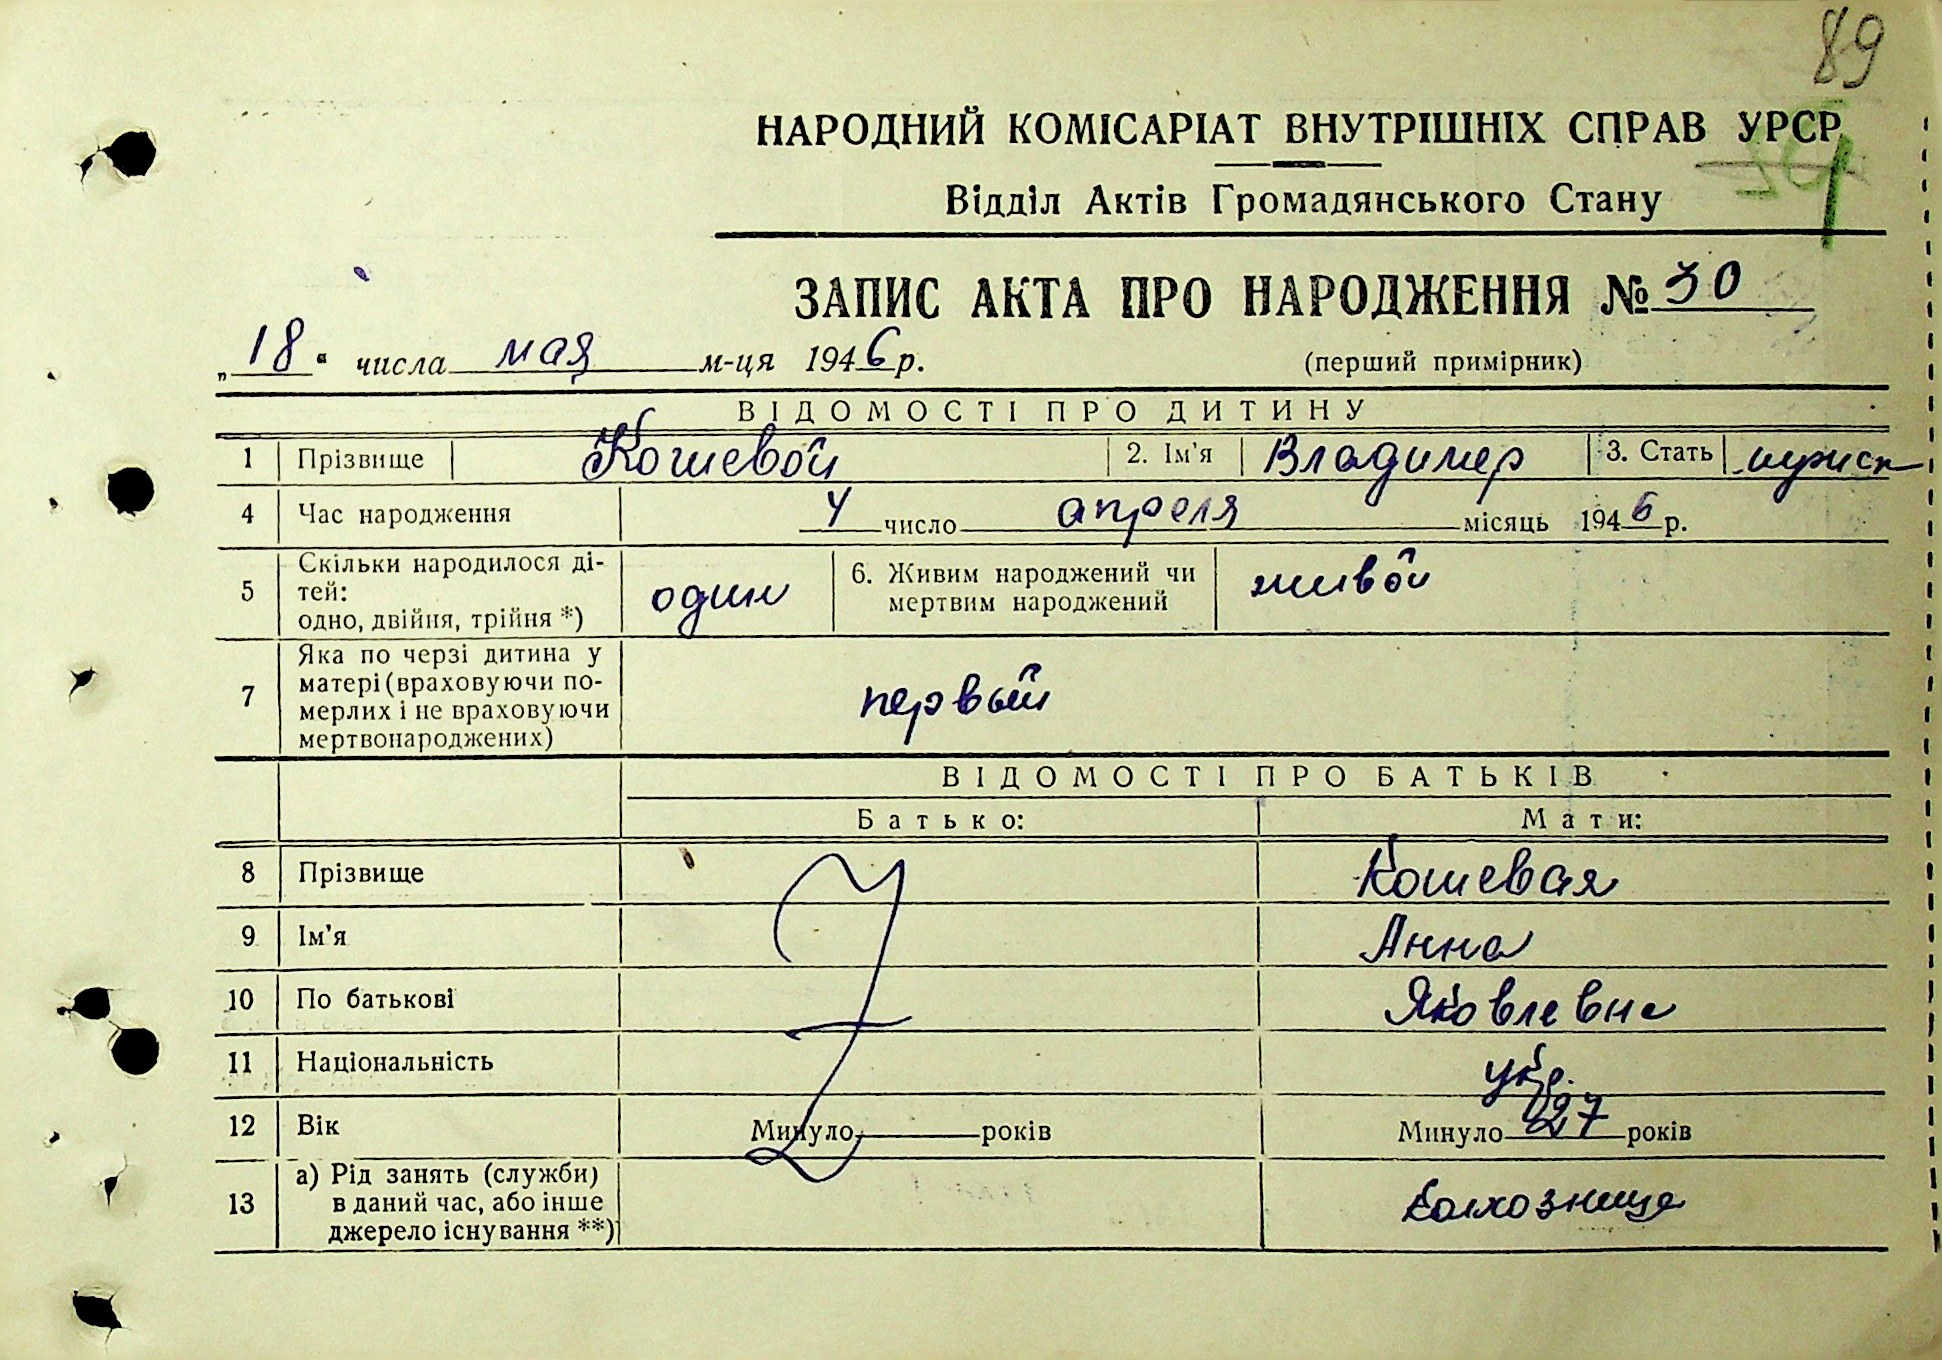 89
НАРОДНИЙ КОМІСАРІАТ ВНУТРІШНІХ СПРАВ УРСР
Відділ Актів Громадянського Стану
ЗАПИС АКТА ПРО НАРОДЖЕННЯ № 30
„18“ числа мая м-ця 1946 р.
(перший примірник)
ВІДОМОСТІ ПРО ДИТИНУ
1 Прізвище Кошевой 2. Ім’я Владимер 3. Стать мужск
4 Час народження 4 число апреля місяць 1946 р.
5 Скільки народилося ді-
тей:
одно, двійня, трійня *)
один
6. Живим народжений чи
мертвим народжений
живой
7 Яка по черзі дитина у
матері (враховуючи по-
мерлих і не враховуючи
мертвонароджених)
первый
ВІДОМОСТІ ПРО БАТЬКІВ
Батько: Мати:
8 Прізвище Кошевая
9 Ім’я Анна
10 По батькові Яковлевна
11 Національність укр.
12 Вік Минуло років Минуло 27 років
13 а) Рід занять (служби)
в даний час, або інше
джерело існування **)
колхозница